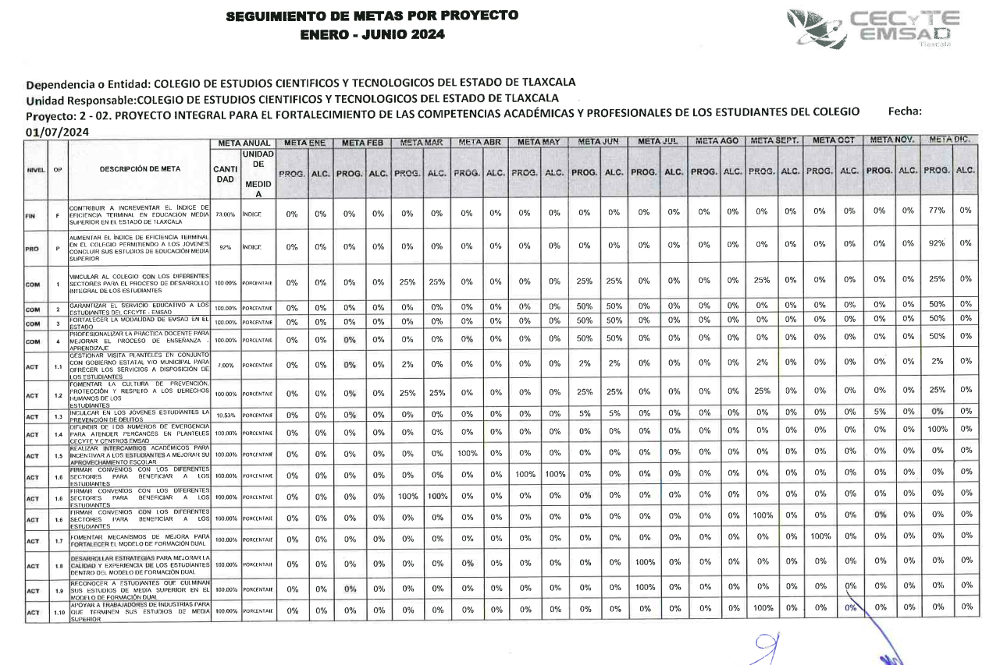 SEGUIMIENTO DE METAS POR PROYECTO
ENERO - JUNIO 2024
CECyTE
EMSAD
Tlaxcala
Dependencia o Entidad: COLEGIO DE ESTUDIOS CIENTIFICOS Y TECNOLOGICOS DEL ESTADO DE TLAXCALA
Unidad Responsable:COLEGIO DE ESTUDIOS CIENTIFICOS Y TECNOLOGICOS DEL ESTADO DE TLAXCALA
Proyecto: 2 - 02. PROYECTO INTEGRAL PARA EL FORTALECIMIENTO DE LAS COMPETENCIAS ACADÉMICAS Y PROFESIONALES DE LOS ESTUDIANTES DEL COLEGIO Fecha:
01/07/2024
META ANUAL META ENE META FEB META MAR META ABR META MAY META JUN META JUL META AGO META SEPT. META OCT META NOV. META DIC.
NIVEL OP DESCRIPCIÓN DE META CANTI DAD UNIDAD DE MEDID A PROG. ALC. PROG. ALC. PROG. ALC. PROG. ALC. PROG. ALC. PROG. ALC. PROG. ALC. PROG. ALC. PROG. ALC. PROG. ALC. PROG. ALC. PROG. ALC.
FIN F CONTRIBUIR A INCREMENTAR EL ÍNDICE DE
EFICIENCIA TERMINAL EN EDUCACION MEDIA
SUPERIOR EN EL ESTADO DE TLAXCALA
73.00% ÍNDICE 0% 0% 0% 0% 0% 0% 0% 0% 0% 0% 0% 0% 0% 0% 0% 0% 0% 0% 0% 0% 0% 0% 77% 0%
PRO P AUMENTAR EL ÍNDICE DE EFICIENCIA TERMINAL
EN EL COLEGIO PERMITIENDO A LOS JÓVENES
CONCLUIR SUS ESTUDIOS DE EDUCACIÓN MEDIA
SUPERIOR
92% ÍNDICE 0% 0% 0% 0% 0% 0% 0% 0% 0% 0% 0% 0% 0% 0% 0% 0% 0% 0% 0% 0% 0% 0% 92% 0%
COM 1 VINCULAR AL COLEGIO CON LOS DIFERENTES
SECTORES PARA EL PROCESO DE DESARROLLO
INTEGRAL DE LOS ESTUDIANTES
100.00% PORCENTAJE 0% 0% 0% 0% 25% 25% 0% 0% 0% 0% 25% 25% 0% 0% 0% 0% 25% 0% 0% 0% 0% 0% 25% 0%
COM 2 GARANTIZAR EL SERVICIO EDUCATIVO A LOS
ESTUDIANTES DEL CECYTE - EMSAD
100.00% PORCENTAJE 0% 0% 0% 0% 0% 0% 0% 0% 0% 0% 50% 50% 0% 0% 0% 0% 0% 0% 0% 0% 0% 0% 50% 0%
COM 3 FORTALECER LA MODALIDAD DE EMSAD EN EL
ESTADO
100.00% PORCENTAJE 0% 0% 0% 0% 0% 0% 0% 0% 0% 0% 50% 50% 0% 0% 0% 0% 0% 0% 0% 0% 0% 0% 50% 0%
COM 4 PROFESIONALIZAR LA PRÁCTICA DOCENTE PARA
MEJORAR EL PROCESO DE ENSEÑANZA -
APRENDIZAJE
100.00% PORCENTAJE 0% 0% 0% 0% 0% 0% 0% 0% 0% 0% 50% 50% 0% 0% 0% 0% 0% 0% 0% 0% 0% 0% 50% 0%
ACT 1.1 GESTIONAR VISITA PLANTELES EN CONJUNTO
CON GOBIERNO ESTATAL Y/O MUNICIPAL PARA
OFRECER LOS SERVICIOS A DISPOSICIÓN DE
LOS ESTUDIANTES
7.00% PORCENTAJE 0% 0% 0% 0% 2% 0% 0% 0% 0% 0% 2% 2% 0% 0% 0% 0% 2% 0% 0% 0% 0% 0% 2% 0%
ACT 1.2 FOMENTAR LA CULTURA DE PREVENCIÓN,
PROTECCIÓN Y RESPETO A LOS DERECHOS
HUMANOS DE LOS
ESTUDIANTES
100.00% PORCENTAJE 0% 0% 0% 0% 25% 25% 0% 0% 0% 0% 25% 25% 0% 0% 0% 0% 25% 0% 0% 0% 0% 0% 25% 0%
ACT 1.3 INCULCAR EN LOS JÓVENES ESTUDIANTES LA
PREVENCIÓN DE DELITOS
10.53% PORCENTAJE 0% 0% 0% 0% 0% 0% 0% 0% 0% 0% 5% 5% 0% 0% 0% 0% 0% 0% 0% 0% 5% 0% 0% 0%
ACT 1.4 DIFUNDIR DE LOS NUMEROS DE EMERGENCIA
PARA ATENDER PERCANCES EN PLANTELES
CECYTE Y CENTROS EMSAD
100.00% PORCENTAJE 0% 0% 0% 0% 0% 0% 0% 0% 0% 0% 0% 0% 0% 0% 0% 0% 0% 0% 0% 0% 0% 0% 100% 0%
ACT 1.5 REALIZAR INTERCAMBIOS ACADÉMICOS PARA
INCENTIVAR A LOS ESTUDIANTES A MEJORAR SU
APROVECHAMIENTO ESCOLAR
100.00% PORCENTAJE 0% 0% 0% 0% 0% 0% 100% 0% 0% 0% 0% 0% 0% 0% 0% 0% 0% 0% 0% 0% 0% 0% 0% 0%
ACT 1.6 FIRMAR CONVENIOS CON LOS DIFERENTES
SECTORES PARA BENEFICIAR A LOS
ESTUDIANTES
100.00% PORCENTAJE 0% 0% 0% 0% 0% 0% 0% 0% 100% 100% 0% 0% 0% 0% 0% 0% 0% 0% 0% 0% 0% 0% 0% 0%
ACT 1.6 FIRMAR CONVENIOS CON LOS DIFERENTES
SECTORES PARA BENEFICIAR A LOS
ESTUDIANTES
100.00% PORCENTAJE 0% 0% 0% 0% 100% 100% 0% 0% 0% 0% 0% 0% 0% 0% 0% 0% 0% 0% 0% 0% 0% 0% 0% 0%
ACT 1.6 FIRMAR CONVENIOS CON LOS DIFERENTES
SECTORES PARA BENEFICIAR A LOS
ESTUDIANTES
100.00% PORCENTAJE 0% 0% 0% 0% 0% 0% 0% 0% 0% 0% 0% 0% 0% 0% 0% 0% 100% 0% 0% 0% 0% 0% 0% 0%
ACT 1.7 FOMENTAR MECANISMOS DE MEJORA PARA
FORTALECER EL MODELO DE FORMACIÓN DUAL
100.00% PORCENTAJE 0% 0% 0% 0% 0% 0% 0% 0% 0% 0% 0% 0% 0% 0% 0% 0% 0% 0% 100% 0% 0% 0% 0% 0%
ACT 1.8 DESARROLLAR ESTRATEGIAS PARA MEJORAR LA
CALIDAD Y EXPERIENCIA DE LOS ESTUDIANTES
DENTRO DEL MODELO DE FORMACIÓN DUAL
100.00% PORCENTAJE 0% 0% 0% 0% 0% 0% 0% 0% 0% 0% 0% 0% 100% 0% 0% 0% 0% 0% 0% 0% 0% 0% 0% 0%
ACT 1.9 RECONOCER A ESTUDIANTES QUE CULMINAN
SUS ESTUDIOS DE MEDIA SUPERIOR EN EL
MODELO DE FORMACIÓN DUAL
100.00% PORCENTAJE 0% 0% 0% 0% 0% 0% 0% 0% 0% 0% 0% 0% 100% 0% 0% 0% 0% 0% 0% 0% 0% 0% 0% 0%
ACT 1.10 APOYAR A TRABAJADORES DE INDUSTRIAS PARA
QUE TERMINEN SUS ESTUDIOS DE MEDIA
SUPERIOR
100.00% PORCENTAJE 0% 0% 0% 0% 0% 0% 0% 0% 0% 0% 0% 0% 0% 0% 0% 0% 100% 0% 0% 0% 0% 0% 0% 0%